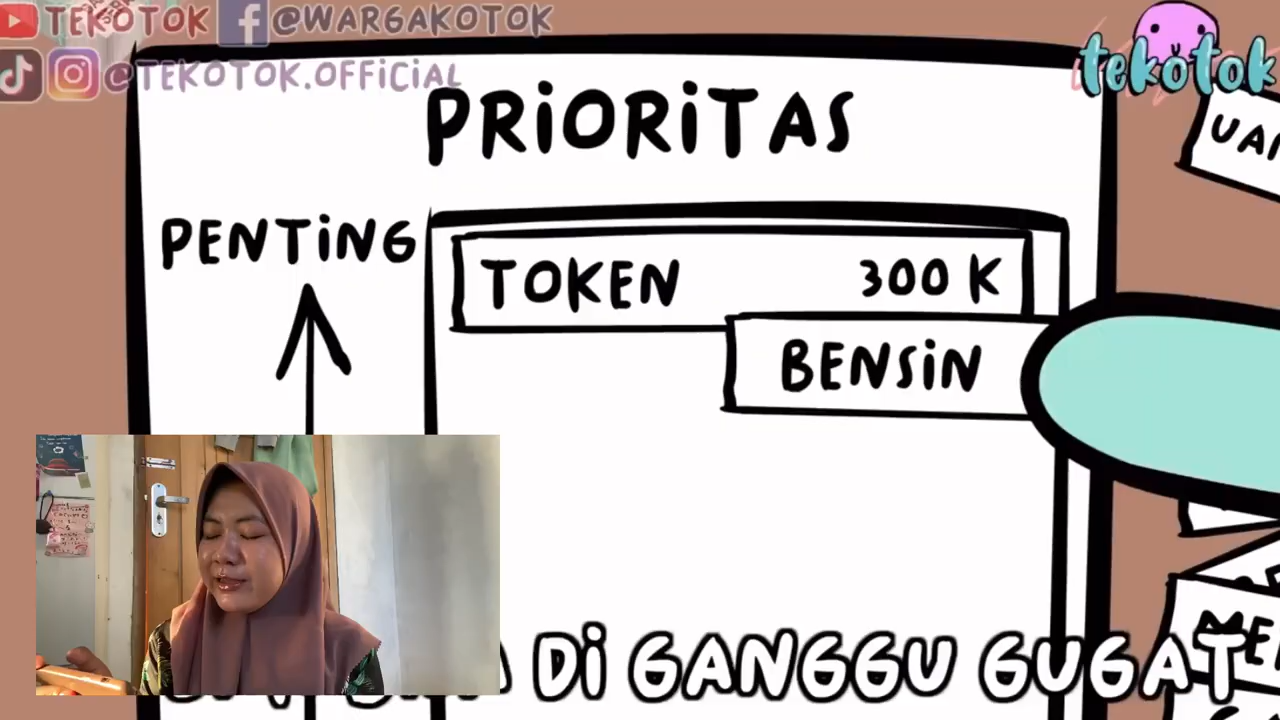 TEKOTOK @WARGAKOTOK
@TEKOTOK.OFFiCiAL
tekotok
PRiORiTAS
PENTiNG
TOKEN 300 K
BENSiN
Di GANGGU GUGAT